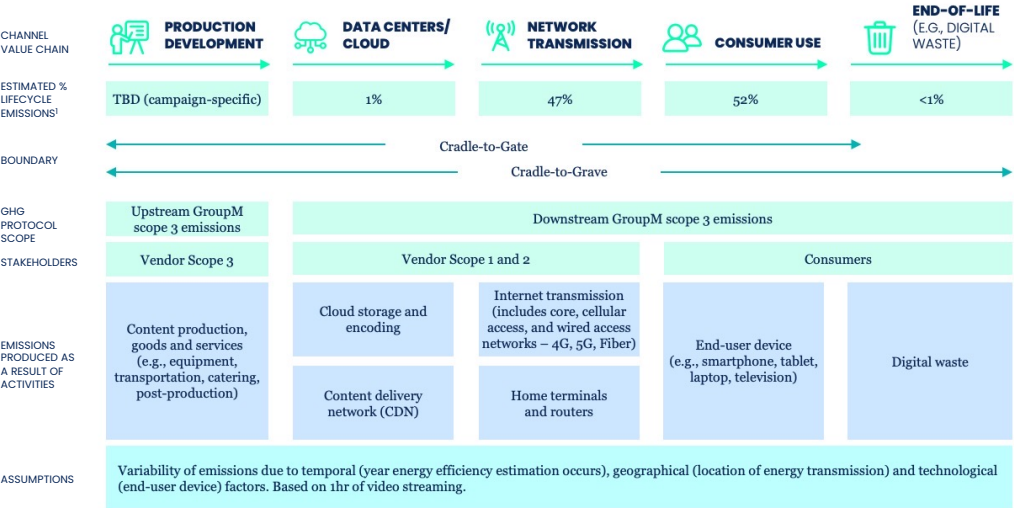 CHANNEL
VALUE CHAIN
PRODUCTION
DEVELOPMENT
DATA CENTERS/
CLOUD
NETWORK
TRANSMISSION
CONSUMER USE
END-OF-LIFE
(E.G., DIGITAL
WASTE)
ESTIMATED %
LIFECYCLE
EMISSIONS¹
TBD (campaign-specific)
1%
47%
52%
<1%
BOUNDARY
Cradle-to-Gate
Cradle-to-Grave
GHG
PROTOCOL
SCOPE
Upstream GroupM
scope 3 emissions
Downstream GroupM scope 3 emissions
STAKEHOLDERS
Vendor Scope 3
Vendor Scope 1 and 2
Consumers
EMISSIONS
PRODUCED AS
A RESULT OF
ACTIVITIES
Content production,
goods and services
(e.g., equipment,
transportation, catering,
post-production)
Cloud storage and
encoding
Content delivery
network (CDN)
Internet transmission
(includes core, cellular
access, and wired access
networks – 4G, 5G, Fiber)
Home terminals
and routers
End-user device
(e.g., smartphone, tablet,
laptop, television)
Digital waste
ASSUMPTIONS
Variability of emissions due to temporal (year energy efficiency estimation occurs), geographical (location of energy transmission) and technological
(end-user device) factors. Based on 1hr of video streaming.